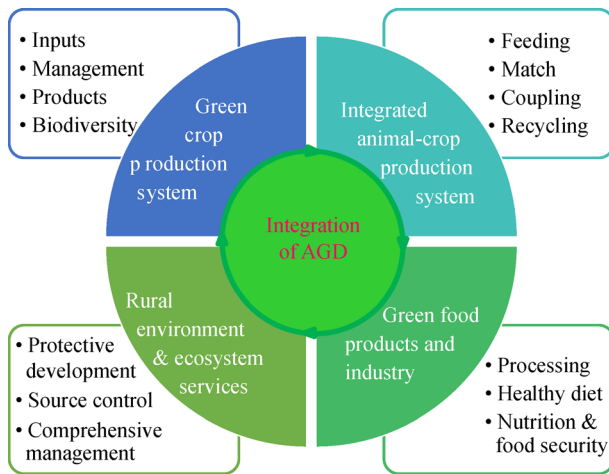 • Inputs
• Management
• Products
• Biodiversity
Green
crop
p roduction
system
• Feeding
• Match
• Coupling
• Recycling
Integrated
animal-crop
production
system
Integration
of AGD
Rural
environment
& ecosystem
services
• Protective
development
• Source control
• Comprehensive
management
Green food
products and
industry
• Processing
• Healthy diet
• Nutrition &
food security